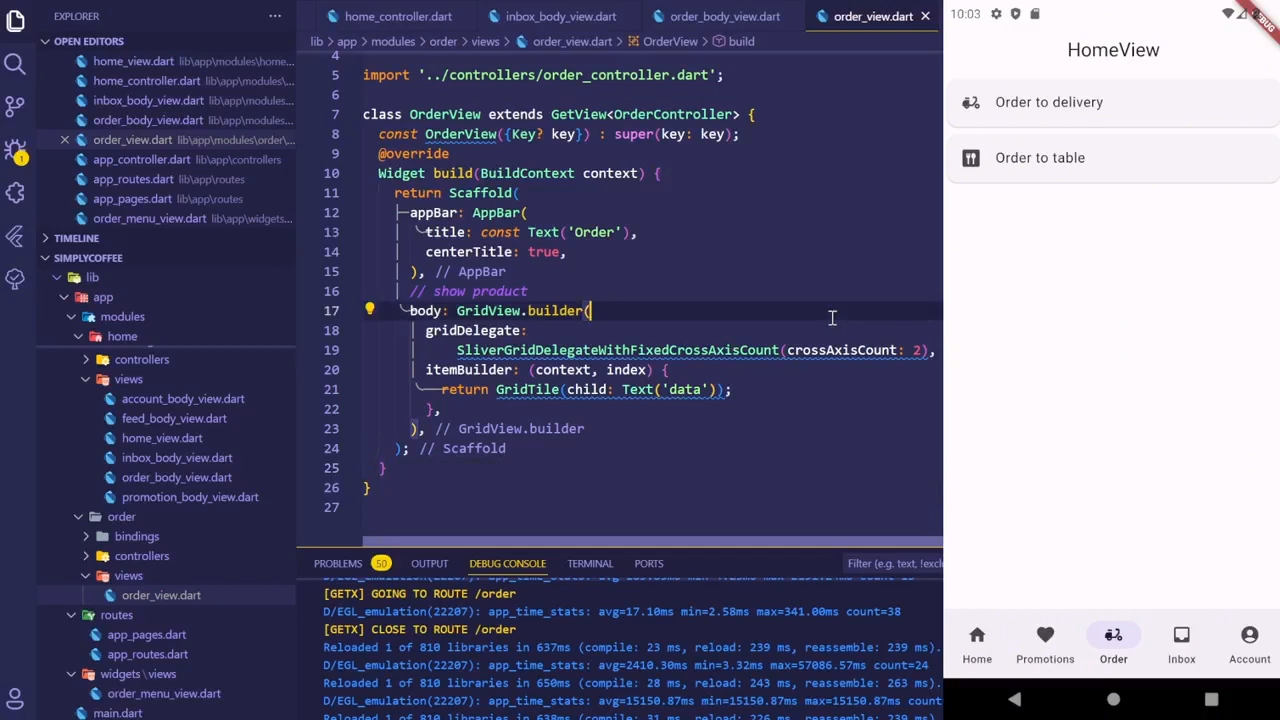 EXPLORER
OPEN EDITORS
home_view.dart lib\app\modules\home...
home_controller.dart lib\app\modules\...
inbox_body_view.dart lib\app\modules...
order_body_view.dart lib\app\modules...
order_view.dart lib\app\modules\order\...
app_controller.dart lib\app\controllers
app_routes.dart lib\app\routes
app_pages.dart lib\app\routes
order_menu_view.dart lib\app\widgets...
TIMELINE
SIMPLYCOFFEE
lib
app
modules
home
controllers
views
account_body_view.dart
feed_body_view.dart
home_view.dart
inbox_body_view.dart
order_body_view.dart
promotion_body_view.dart
order
bindings
controllers
views
order_view.dart
routes
app_pages.dart
app_routes.dart
widgets \ views
order_menu_view.dart
main.dart
1
home_controller.dart
inbox_body_view.dart
order_body_view.dart
order_view.dart
lib > app > modules > order > views > order_view.dart > OrderView > build
4
5 import '../controllers/order_controller.dart';
6
7 class OrderView extends GetView<OrderController> {
8 const OrderView({Key? key}) : super(key: key);
9 @override
10 Widget build(BuildContext context) {
11 return Scaffold(
12 appBar: AppBar(
13 title: const Text('Order'),
14 centerTitle: true,
15 ), // AppBar
16 // show product
17 body: GridView.builder(
18 gridDelegate:
19 SliverGridDelegateWithFixedCrossAxisCount(crossAxisCount: 2),
20 itemBuilder: (context, index) {
21 return GridTile(child: Text('data'));
22 },
23 ), // GridView.builder
24 ); // Scaffold
25 }
26 }
27
PROBLEMS 50 OUTPUT DEBUG CONSOLE TERMINAL PORTS Filter (e.g. text, !excl
[GETX] GOING TO ROUTE /order
D/EGL_emulation(22207): app_time_stats: avg=17.10ms min=2.58ms max=341.00ms count=38
[GETX] CLOSE TO ROUTE /order
Reloaded 1 of 810 libraries in 637ms (compile: 23 ms, reload: 239 ms, reassemble: 239 ms).
D/EGL_emulation(22207): app_time_stats: avg=2410.30ms min=3.32ms max=57086.57ms count=24
Reloaded 1 of 810 libraries in 650ms (compile: 28 ms, reload: 243 ms, reassemble: 263 ms).
D/EGL_emulation(22207): app_time_stats: avg=15150.87ms min=15150.87ms max=15150.87ms count
10:03
DEBUG
HomeView
Order to delivery
Order to table
Home
Promotions
Order
Inbox
Account